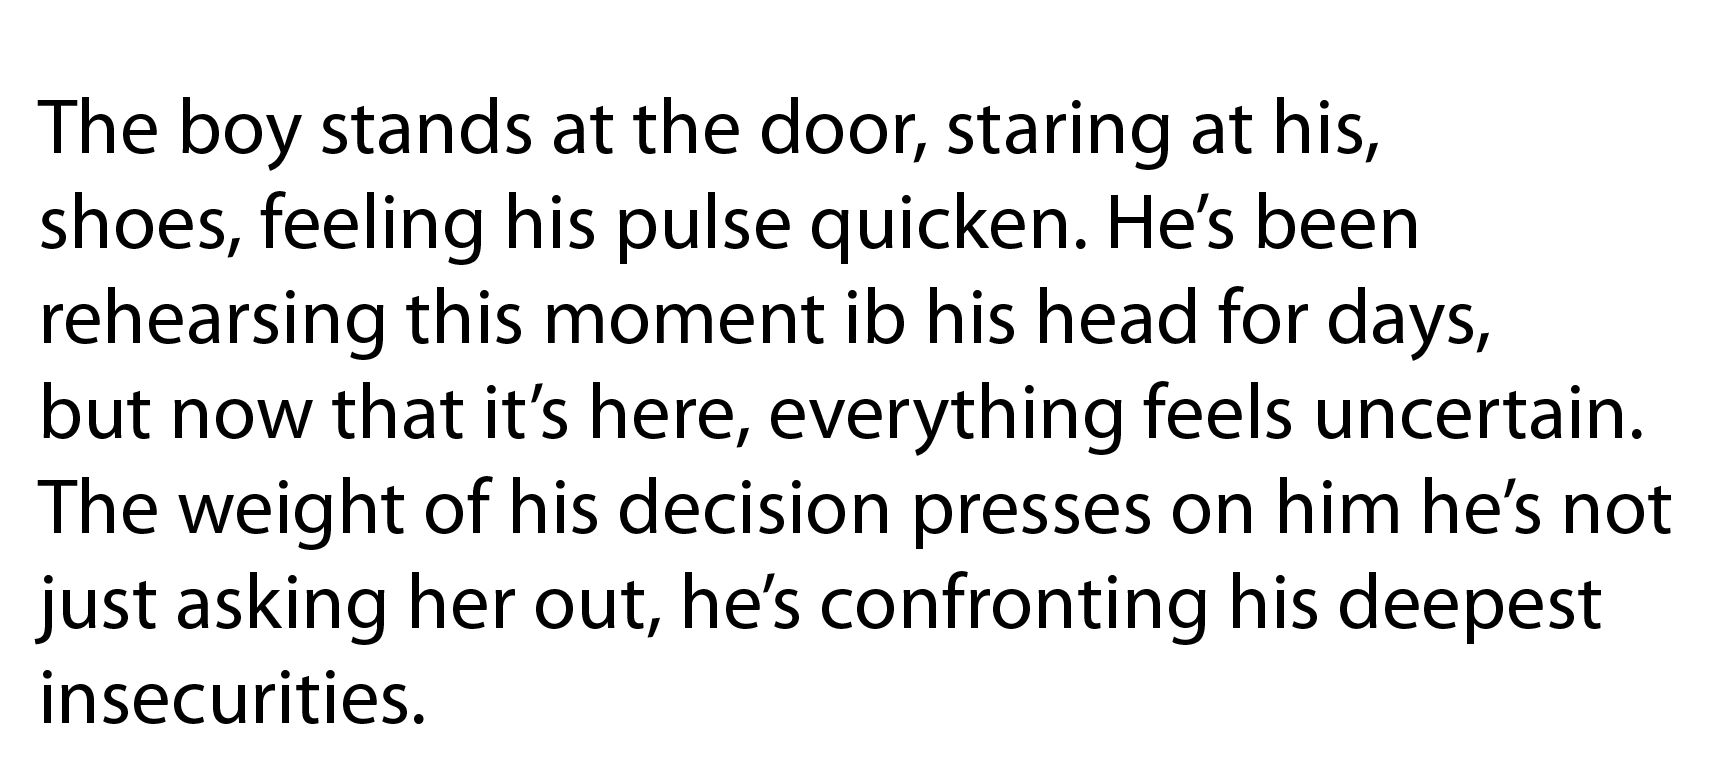 The boy stands at the door, staring at his,
shoes, feeling his pulse quicken. He’s been
rehearsing this moment ib his head for days,
but now that it’s here, everything feels uncertain.
The weight of his decision presses on him he’s not
just asking her out, he’s confronting his deepest
insecurities.